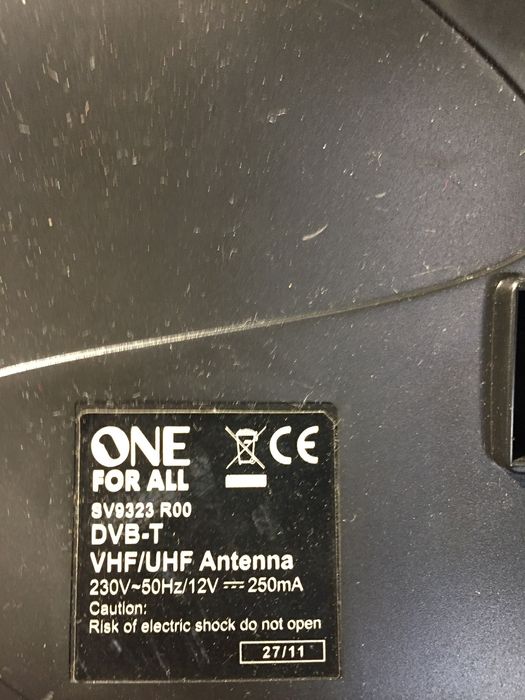 ONE
FOR ALL
CE
SV9323 R00
DVB-T
VHF/UHF Antenna
230V~50Hz/12V ⎓ 250mA
Caution:
Risk of electric shock do not open
27/11